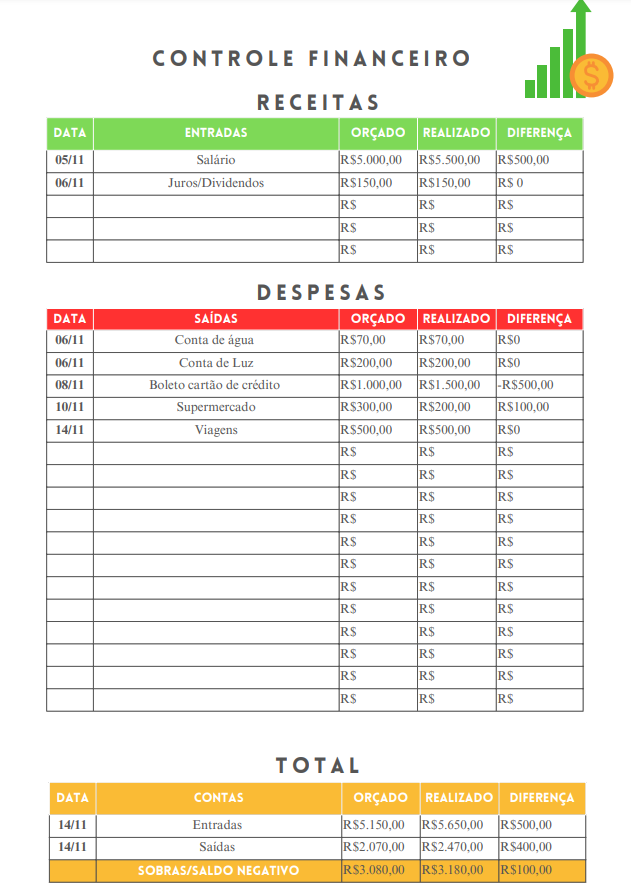 CONTROLE FINANCEIRO
$
RECEITAS
DATA ENTRADAS ORÇADO REALIZADO DIFERENÇA
05/11 Salário R$5.000,00 R$5.500,00 R$500,00
06/11 Juros/Dividendos R$150,00 R$150,00 R$ 0
R$ R$ R$
R$ R$ R$
R$ R$ R$
DESPESAS
DATA SAÍDAS ORÇADO REALIZADO DIFERENÇA
06/11 Conta de água R$70,00 R$70,00 R$0
06/11 Conta de Luz R$200,00 R$200,00 R$0
08/11 Boleto cartão de crédito R$1.000,00 R$1.500,00 -R$500,00
10/11 Supermercado R$300,00 R$200,00 R$100,00
14/11 Viagens R$500,00 R$500,00 R$0
R$ R$ R$
R$ R$ R$
R$ R$ R$
R$ R$ R$
R$ R$ R$
R$ R$ R$
R$ R$ R$
R$ R$ R$
R$ R$ R$
R$ R$ R$
R$ R$ R$
R$ R$ R$
TOTAL
DATA CONTAS ORÇADO REALIZADO DIFERENÇA
14/11 Entradas R$5.150,00 R$5.650,00 R$500,00
14/11 Saídas R$2.070,00 R$2.470,00 R$400,00
SOBRAS/SALDO NEGATIVO R$3.080,00 R$3.180,00 R$100,00